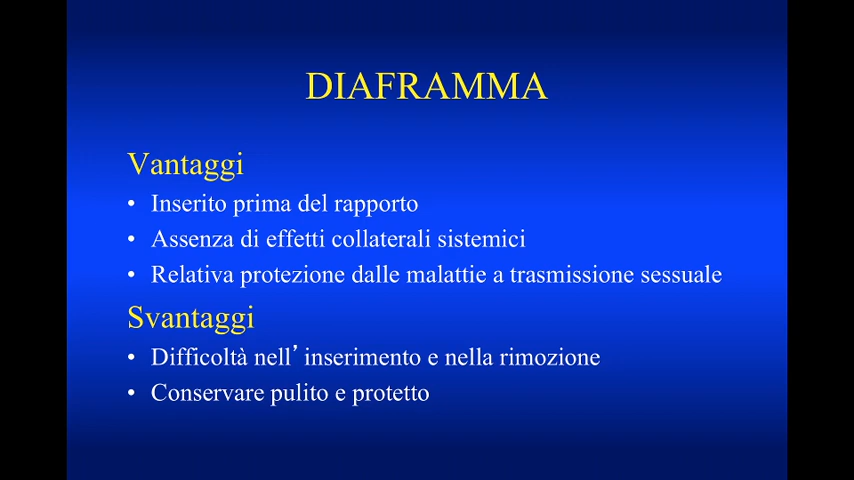 DIAFRAMMA
Vantaggi
• Inserito prima del rapporto
• Assenza di effetti collaterali sistemici
• Relativa protezione dalle malattie a trasmissione sessuale
Svantaggi
• Difficoltà nell’ inserimento e nella rimozione
• Conservare pulito e protetto